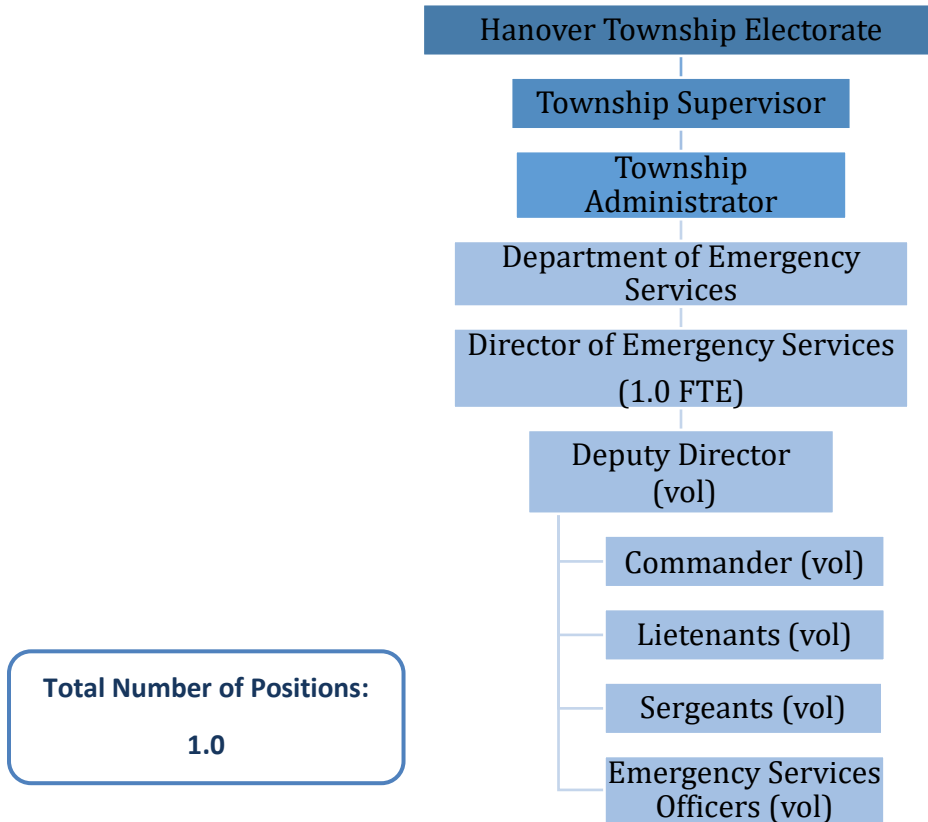 Hanover Township Electorate
Township Supervisor
Township
Administrator
Department of Emergency
Services
Director of Emergency Services
(1.0 FTE)
Deputy Director
(vol)
Commander (vol)
Lietenants (vol)
Sergeants (vol)
Emergency Services
Officers (vol)
Total Number of Positions:
1.0